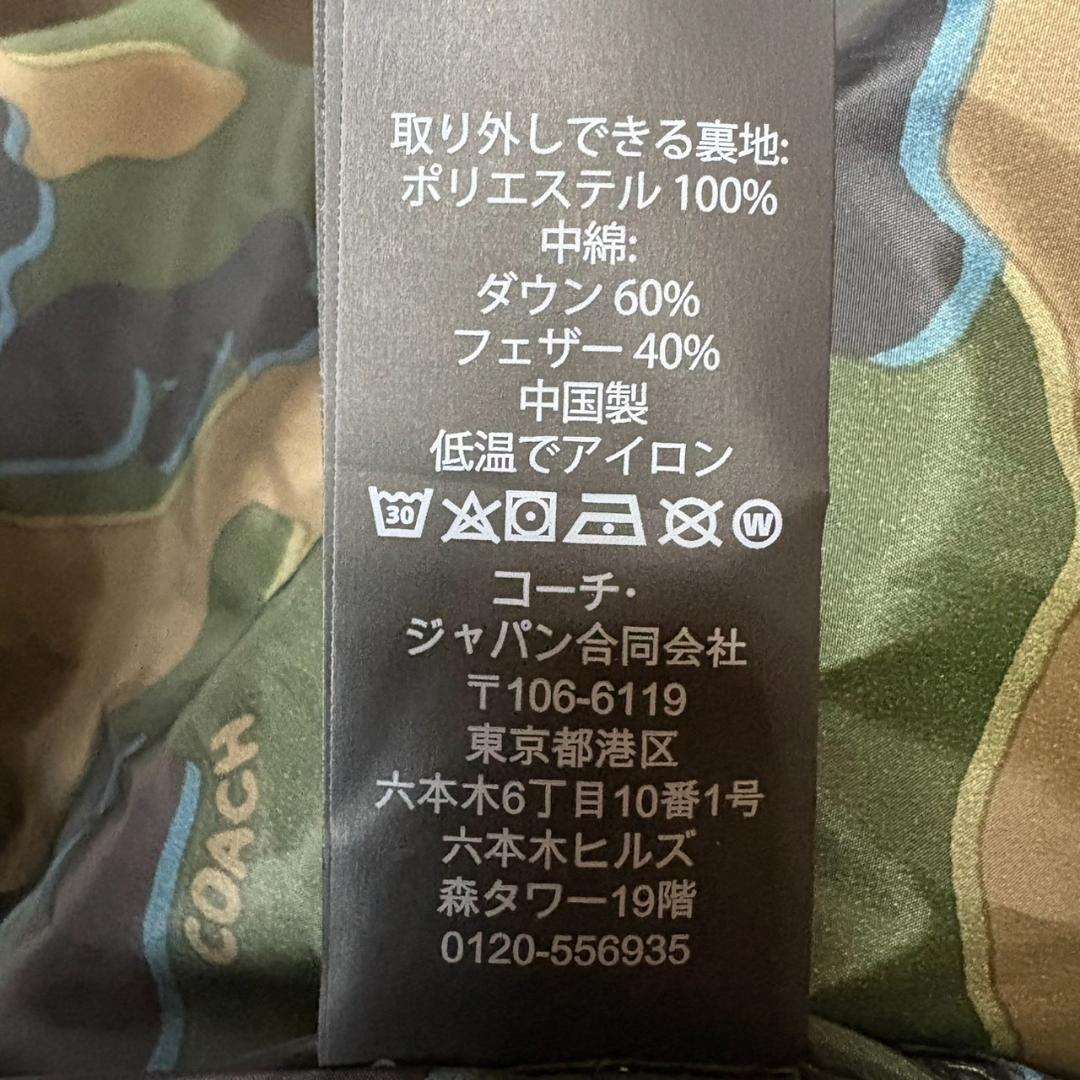 取り外しできる裏地:
ポリエステル 100%
中綿:
ダウン 60%
フェザー 40%
中国製
低温でアイロン
30
W
コーチ・
ジャパン合同会社
〒106-6119
東京都港区
六本木6丁目10番1号
六本木ヒルズ
森タワー19階
0120-556935
COACH